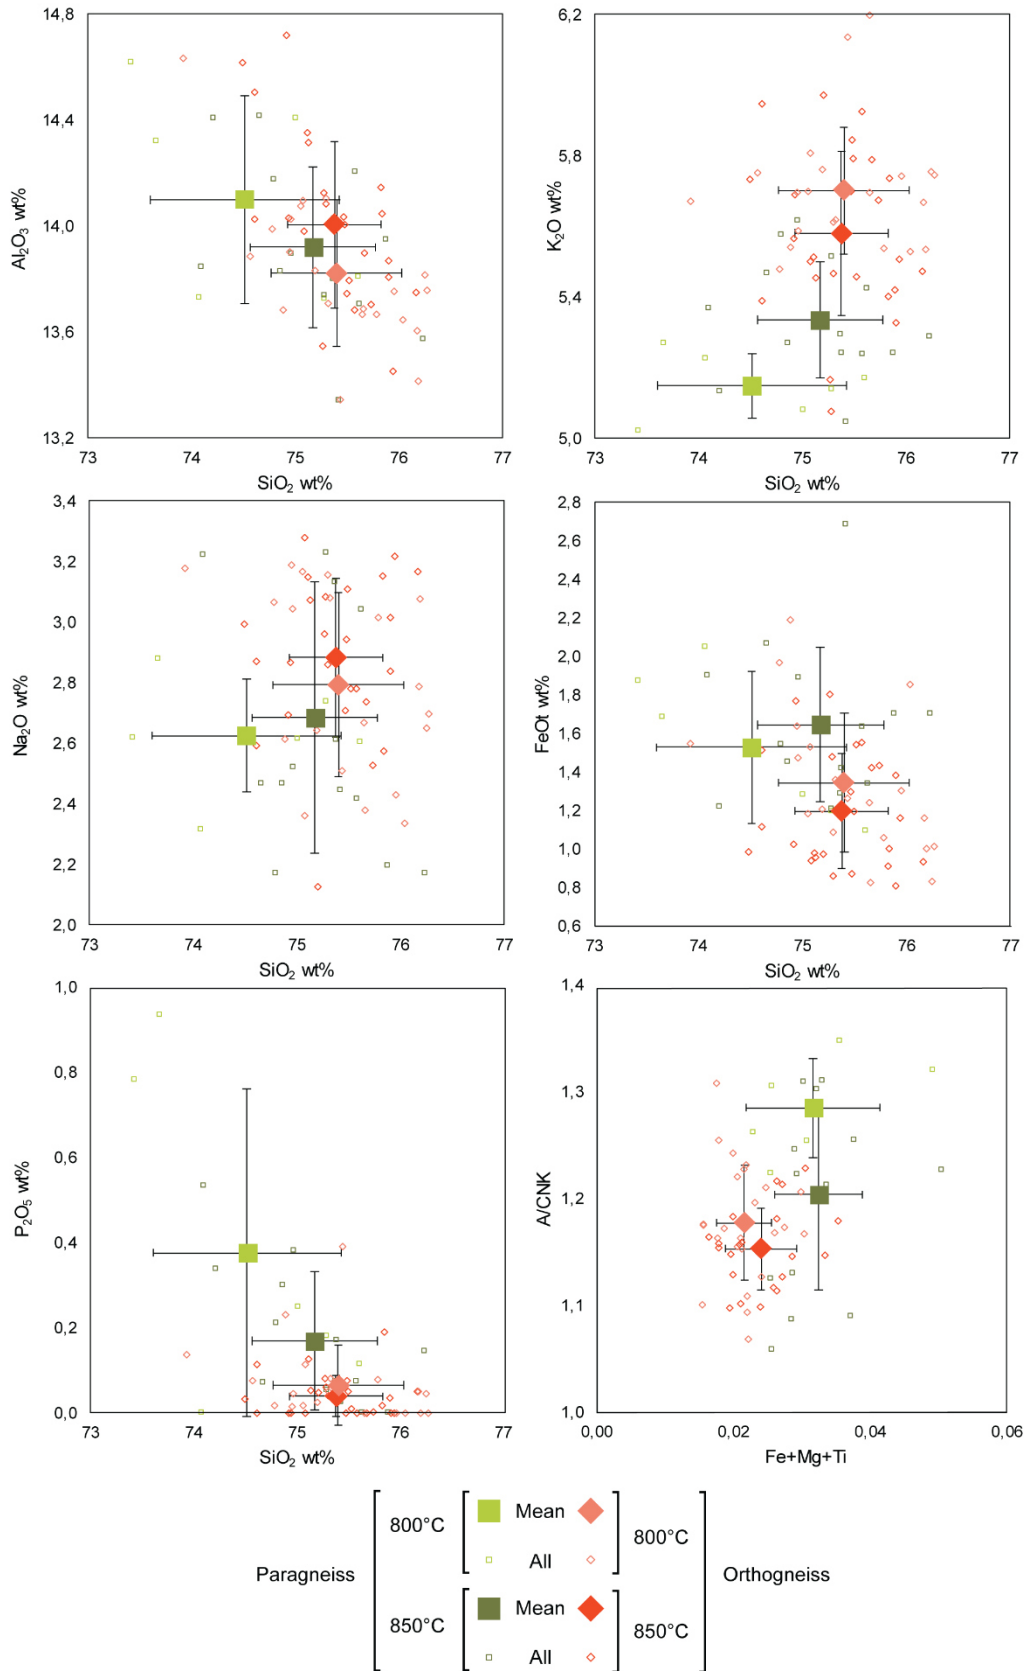 14,8
14,4
14,0
13,6
13,2
Al₂O₃ wt%
73 74 75 76 77
SiO₂ wt%
6,2
5,8
5,4
5,0
K₂O wt%
73 74 75 76 77
SiO₂ wt%
3,4
3,2
3,0
2,8
2,6
2,4
2,2
2,0
Na₂O wt%
73 74 75 76 77
SiO₂ wt%
2,8
2,6
2,4
2,2
2,0
1,8
1,6
1,4
1,2
1,0
0,8
0,6
FeOt wt%
73 74 75 76 77
SiO₂ wt%
1,0
0,8
0,6
0,4
0,2
0,0
P₂O₅ wt%
73 74 75 76 77
SiO₂ wt%
1,4
1,3
1,2
1,1
1,0
A/CNK
0,00 0,02 0,04 0,06
Fe+Mg+Ti
Paragneiss
800°C Mean 800°C
All
850°C Mean 850°C
All
Orthogneiss